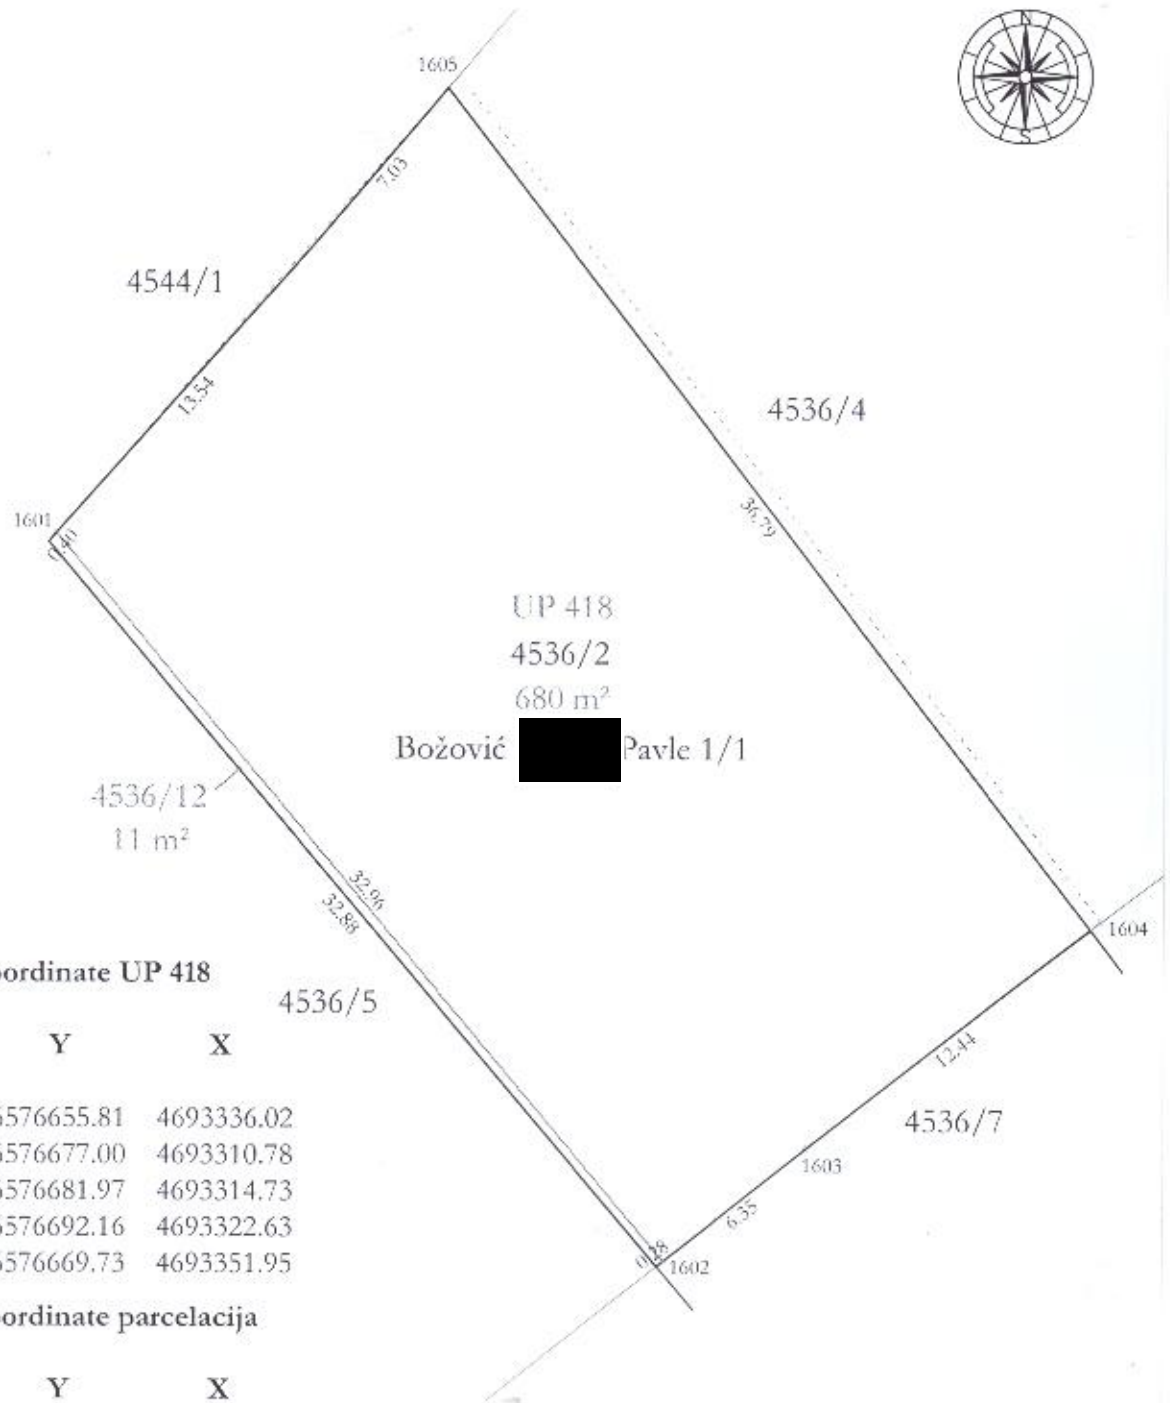 N
S
1605
7.03
4544/1
13.54
4536/4
36.79
1601
0.40
UP 418
4536/2
680 m²
Božović Pavle 1/1
4536/12
11 m²
32.96
32.88
1604
ordinate UP 418
4536/5
12.44
Y X
4536/7
576655.81 4693336.02
576677.00 4693310.78
1603
576681.97 4693314.73
6.35
576692.16 4693322.63
576669.73 4693351.95
1602
ordinate parcelacija
Y X